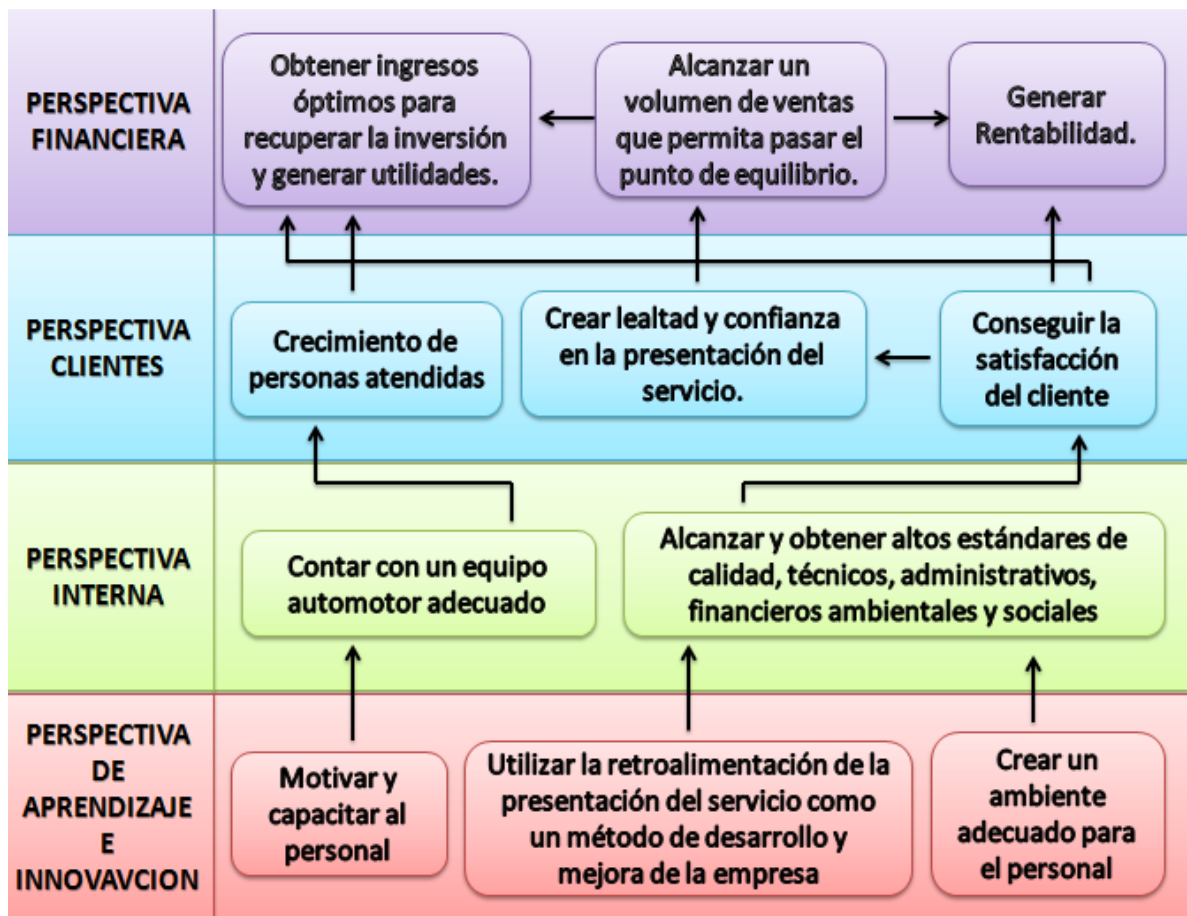 PERSPECTIVA
FINANCIERA
Obtener ingresos
óptimos para
recuperar la inversión
y generar utilidades.
Alcanzar un
volumen de ventas
que permita pasar el
punto de equilibrio.
Generar
Rentabilidad.
PERSPECTIVA
CLIENTES
Crecimiento de
personas atendidas
Crear lealtad y confianza
en la presentación del
servicio.
Conseguir la
satisfacción
del cliente
PERSPECTIVA
INTERNA
Contar con un equipo
automotor adecuado
Alcanzar y obtener altos estándares de
calidad, técnicos, administrativos,
financieros ambientales y sociales
PERSPECTIVA
DE
APRENDIZAJE
E
INNOVAVCION
Motivar y
capacitar al
personal
Utilizar la retroalimentación de la
presentación del servicio como
un método de desarrollo y
mejora de la empresa
Crear un
ambiente
adecuado para
el personal